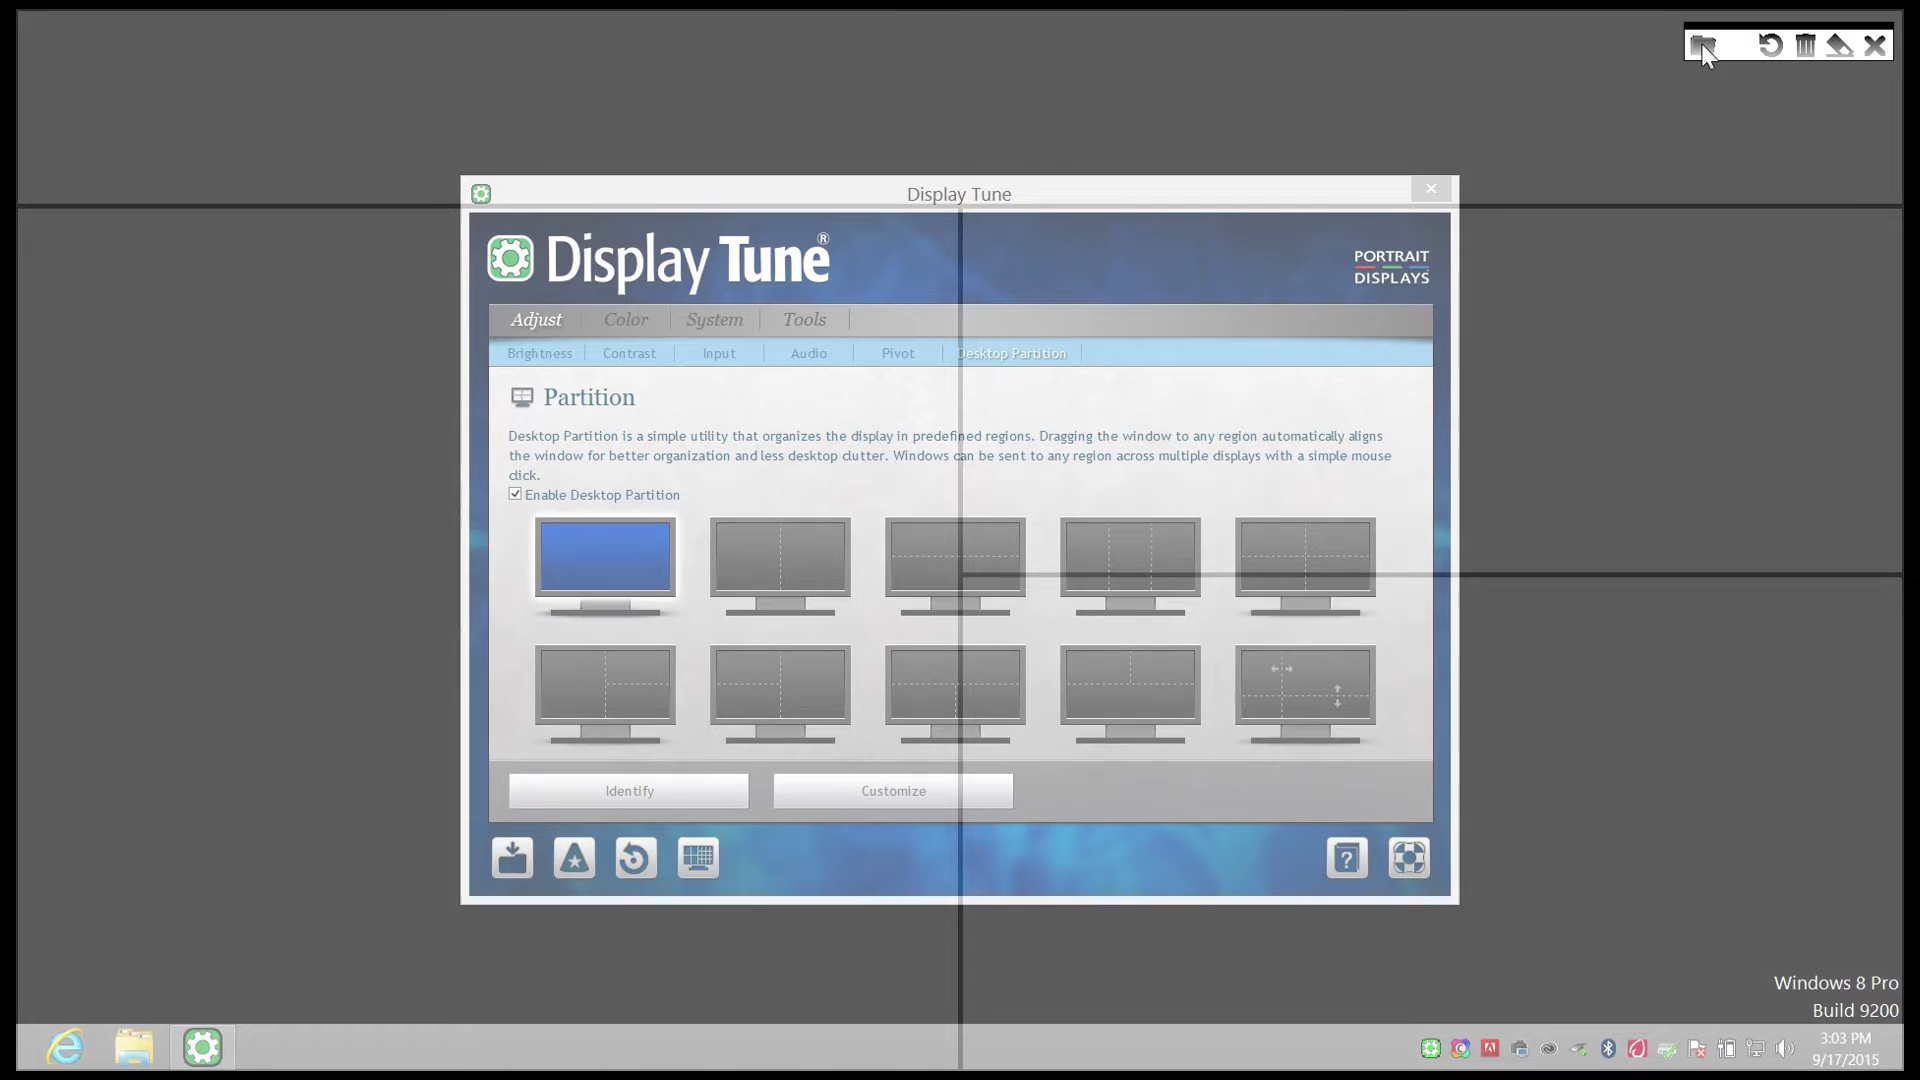 Display Tune
Display Tune®
PORTRAIT
DISPLAYS
Adjust Color System Tools
Brightness Contrast Input Audio Pivot Desktop Partition
Partition
Desktop Partition is a simple utility that organizes the display in predefined regions. Dragging the window to any region automatically aligns
the window for better organization and less desktop clutter. Windows can be sent to any region across multiple displays with a simple mouse
click.
Enable Desktop Partition
Identify Customize
Windows 8 Pro
Build 9200
3:03 PM
9/17/2015